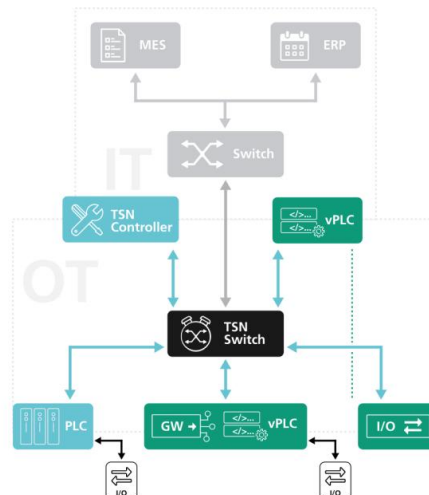 MES
ERP
IT
Switch
TSN
Controller
</>...
</>...
vPLC
OT
TSN
Switch
PLC
GW
</>...
</>...
vPLC
I/O
I/O
I/O